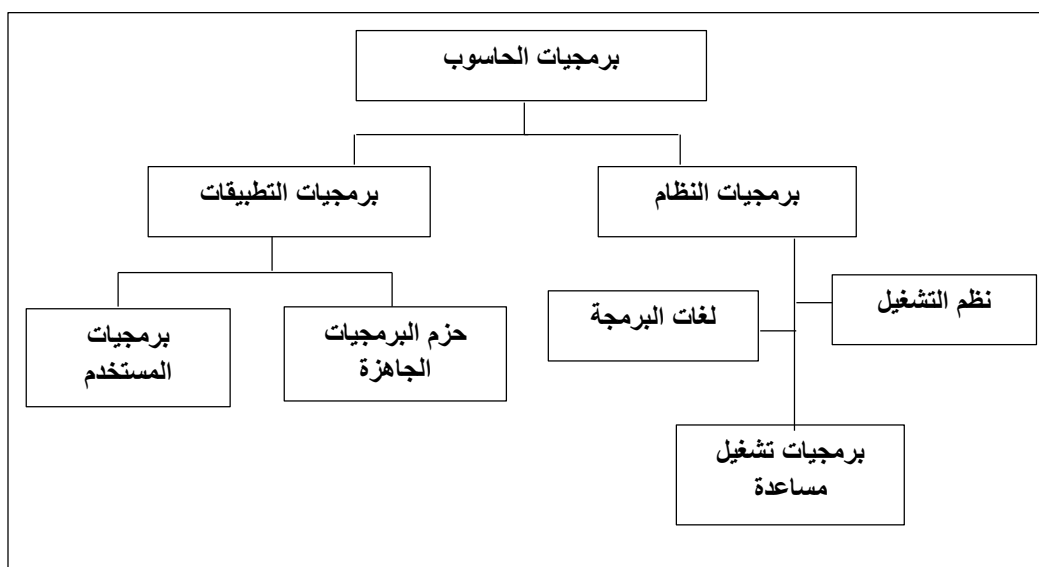 برمجيات الحاسوب
برمجيات النظام
برمجيات التطبيقات
نظم التشغيل
لغات البرمجة
برمجيات تشغيل
مساعدة
حزم البرمجيات
الجاهزة
برمجيات
المستخدم